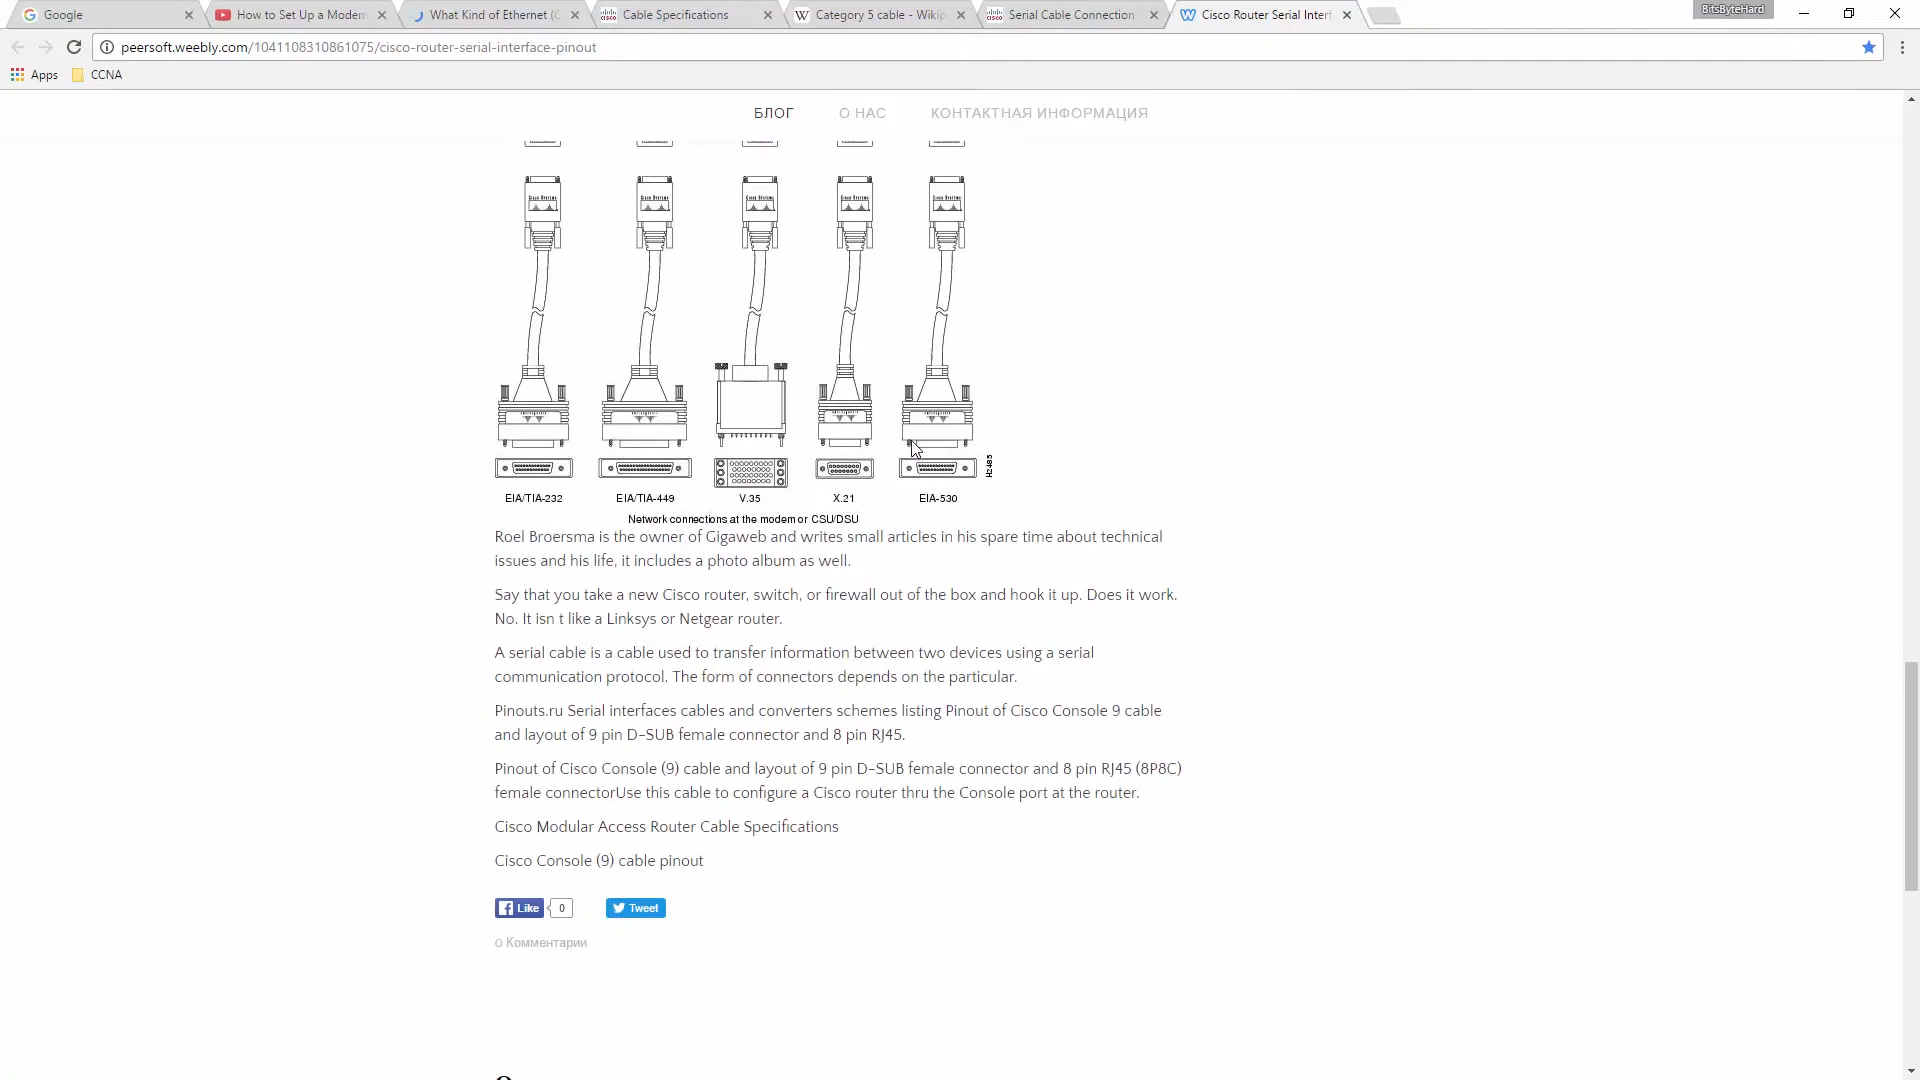 Google
How to Set Up a Modem
What Kind of Ethernet (C
Cable Specifications
Category 5 cable - Wikip
Serial Cable Connection
Cisco Router Serial Interf
BitsByteHard
peersoft.weebly.com/1041108310861075/cisco-router-serial-interface-pinout
Apps
CCNA
БЛОГ
О НАС
КОНТАКТНАЯ ИНФОРМАЦИЯ
H2485
EIA/TIA-232
EIA/TIA-449
V.35
X.21
EIA-530
Network connections at the modem or CSU/DSU
Roel Broersma is the owner of Gigaweb and writes small articles in his spare time about technical
issues and his life, it includes a photo album as well.
Say that you take a new Cisco router, switch, or firewall out of the box and hook it up. Does it work.
No. It isn t like a Linksys or Netgear router.
A serial cable is a cable used to transfer information between two devices using a serial
communication protocol. The form of connectors depends on the particular.
Pinouts.ru Serial interfaces cables and converters schemes listing Pinout of Cisco Console 9 cable
and layout of 9 pin D-SUB female connector and 8 pin RJ45.
Pinout of Cisco Console (9) cable and layout of 9 pin D-SUB female connector and 8 pin RJ45 (8P8C)
female connectorUse this cable to configure a Cisco router thru the Console port at the router.
Cisco Modular Access Router Cable Specifications
Cisco Console (9) cable pinout
Like
0
Tweet
0 Комментарии